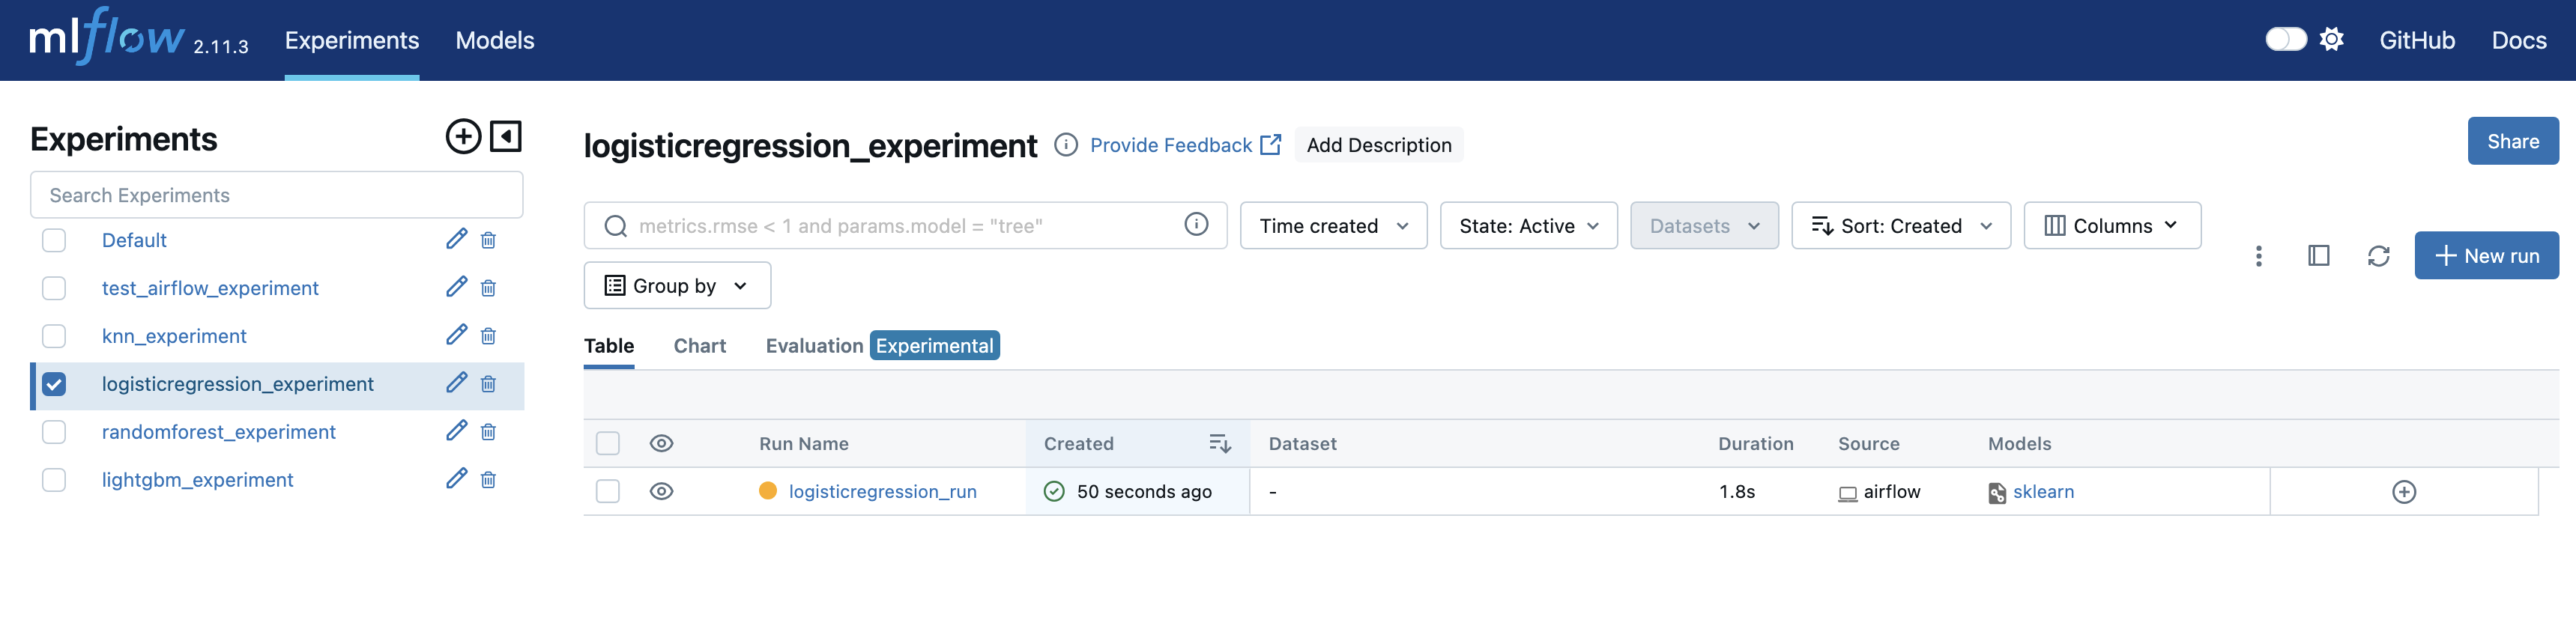 mlflow 2.11.3 Experiments Models GitHub Docs
Experiments
Search Experiments
Default
test_airflow_experiment
knn_experiment
logisticregression_experiment
randomforest_experiment
lightgbm_experiment
logisticregression_experiment Provide Feedback Add Description Share
metrics.rmse < 1 and params.model = "tree" Time created State: Active Datasets Sort: Created Columns
New run
Group by
Table Chart Evaluation Experimental
Run Name Created Dataset Duration Source Models
logisticregression_run 50 seconds ago - 1.8s airflow sklearn